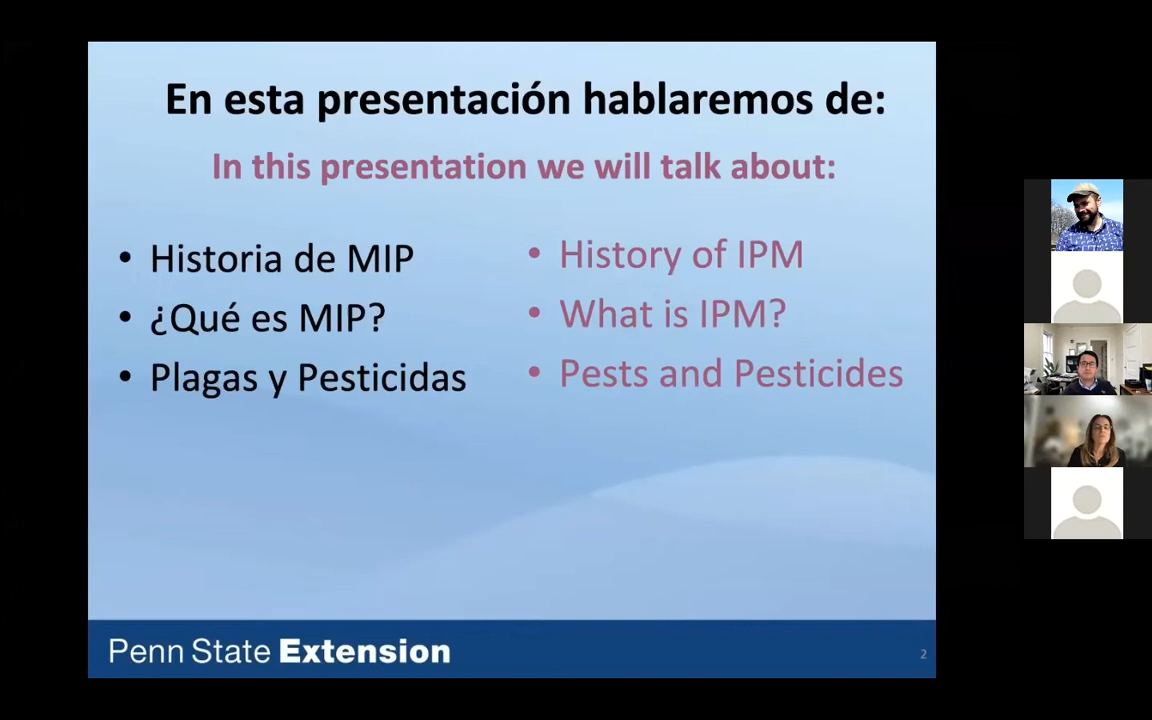 En esta presentación hablaremos de:
In this presentation we will talk about:
• Historia de MIP
• ¿Qué es MIP?
• Plagas y Pesticidas
• History of IPM
• What is IPM?
• Pests and Pesticides
Penn State Extension
2